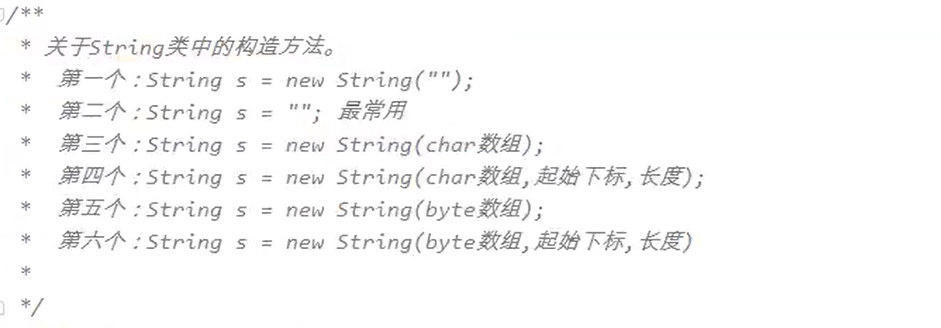 /**
* 关于String类中的构造方法。
* 第一个：String s = new String("");
* 第二个：String s = ""; 最常用
* 第三个：String s = new String(char数组);
* 第四个：String s = new String(char数组,起始下标,长度);
* 第五个：String s = new String(byte数组);
* 第六个：String s = new String(byte数组,起始下标,长度)
*
*/